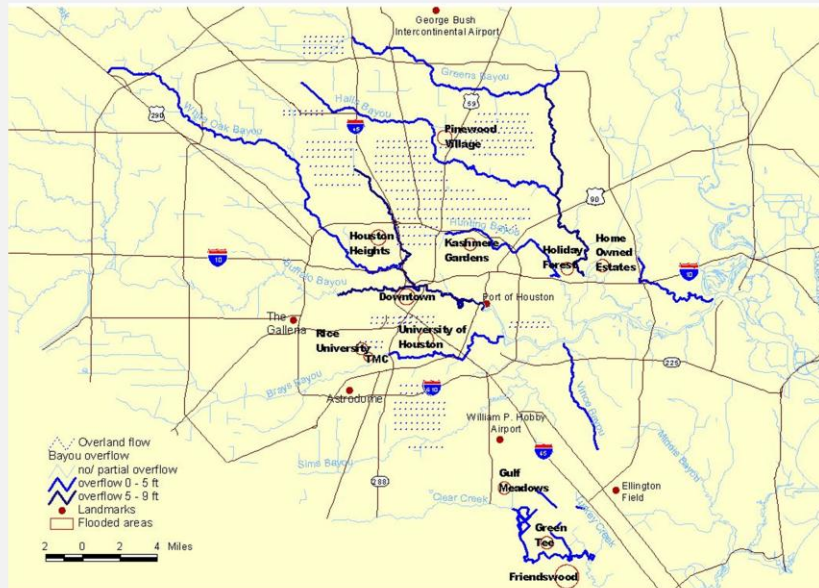 George Bush
Intercontinental Airport
Greens Bayou
White Oak Bayou
290
Halls Bayou
59
45
Pinewood
Village
90
Hunting Bayou
Houston
Heights
Kashmere
Gardens
Holiday
Forest
Home
Owned
Estates
10
10
Buffalo Bayou
Downtown
Port of Houston
The
Galleria
Rice
University
University of
Houston
TMC
225
Brays Bayou
Astrodome
Vince Bayou
William P. Hobby
Airport
45
Sims Bayou
288
Gulf
Meadows
Ellington
Field
Clear Creek
Turkey Creek
Green
Tee
Friendswood
Overland flow
Bayou overflow
no/ partial overflow
overflow 0 - 5 ft
overflow 5 - 9 ft
Landmarks
Flooded areas
2 0 2 4 Miles